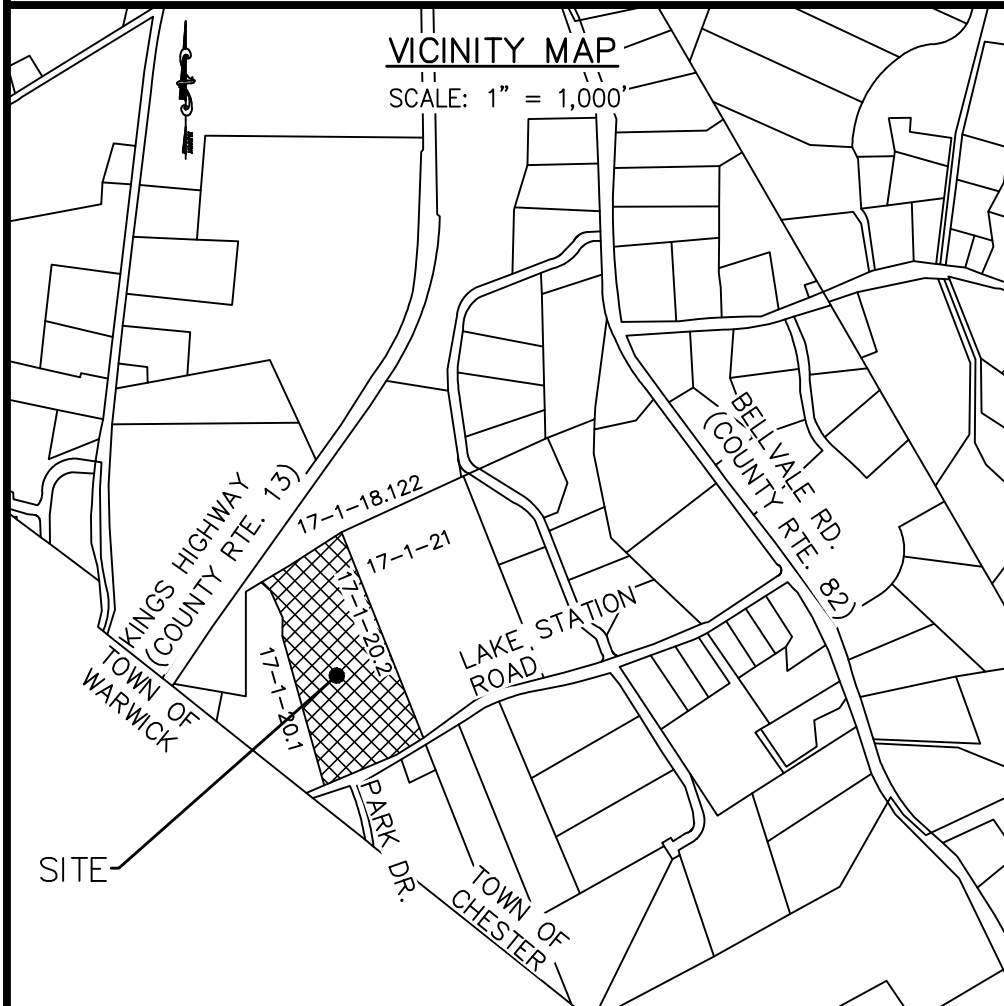 VICINITY MAP
SCALE: 1" = 1,000'
BELLVALE RD.
(COUNTY RTE. 82)
KINGS HIGHWAY
(COUNTY RTE. 13)
17-1-18.122
17-1-21
17-1-20.2
LAKE STATION
ROAD
17-1-20.1
TOWN OF
WARWICK
PARK DR.
SITE
TOWN OF
CHESTER